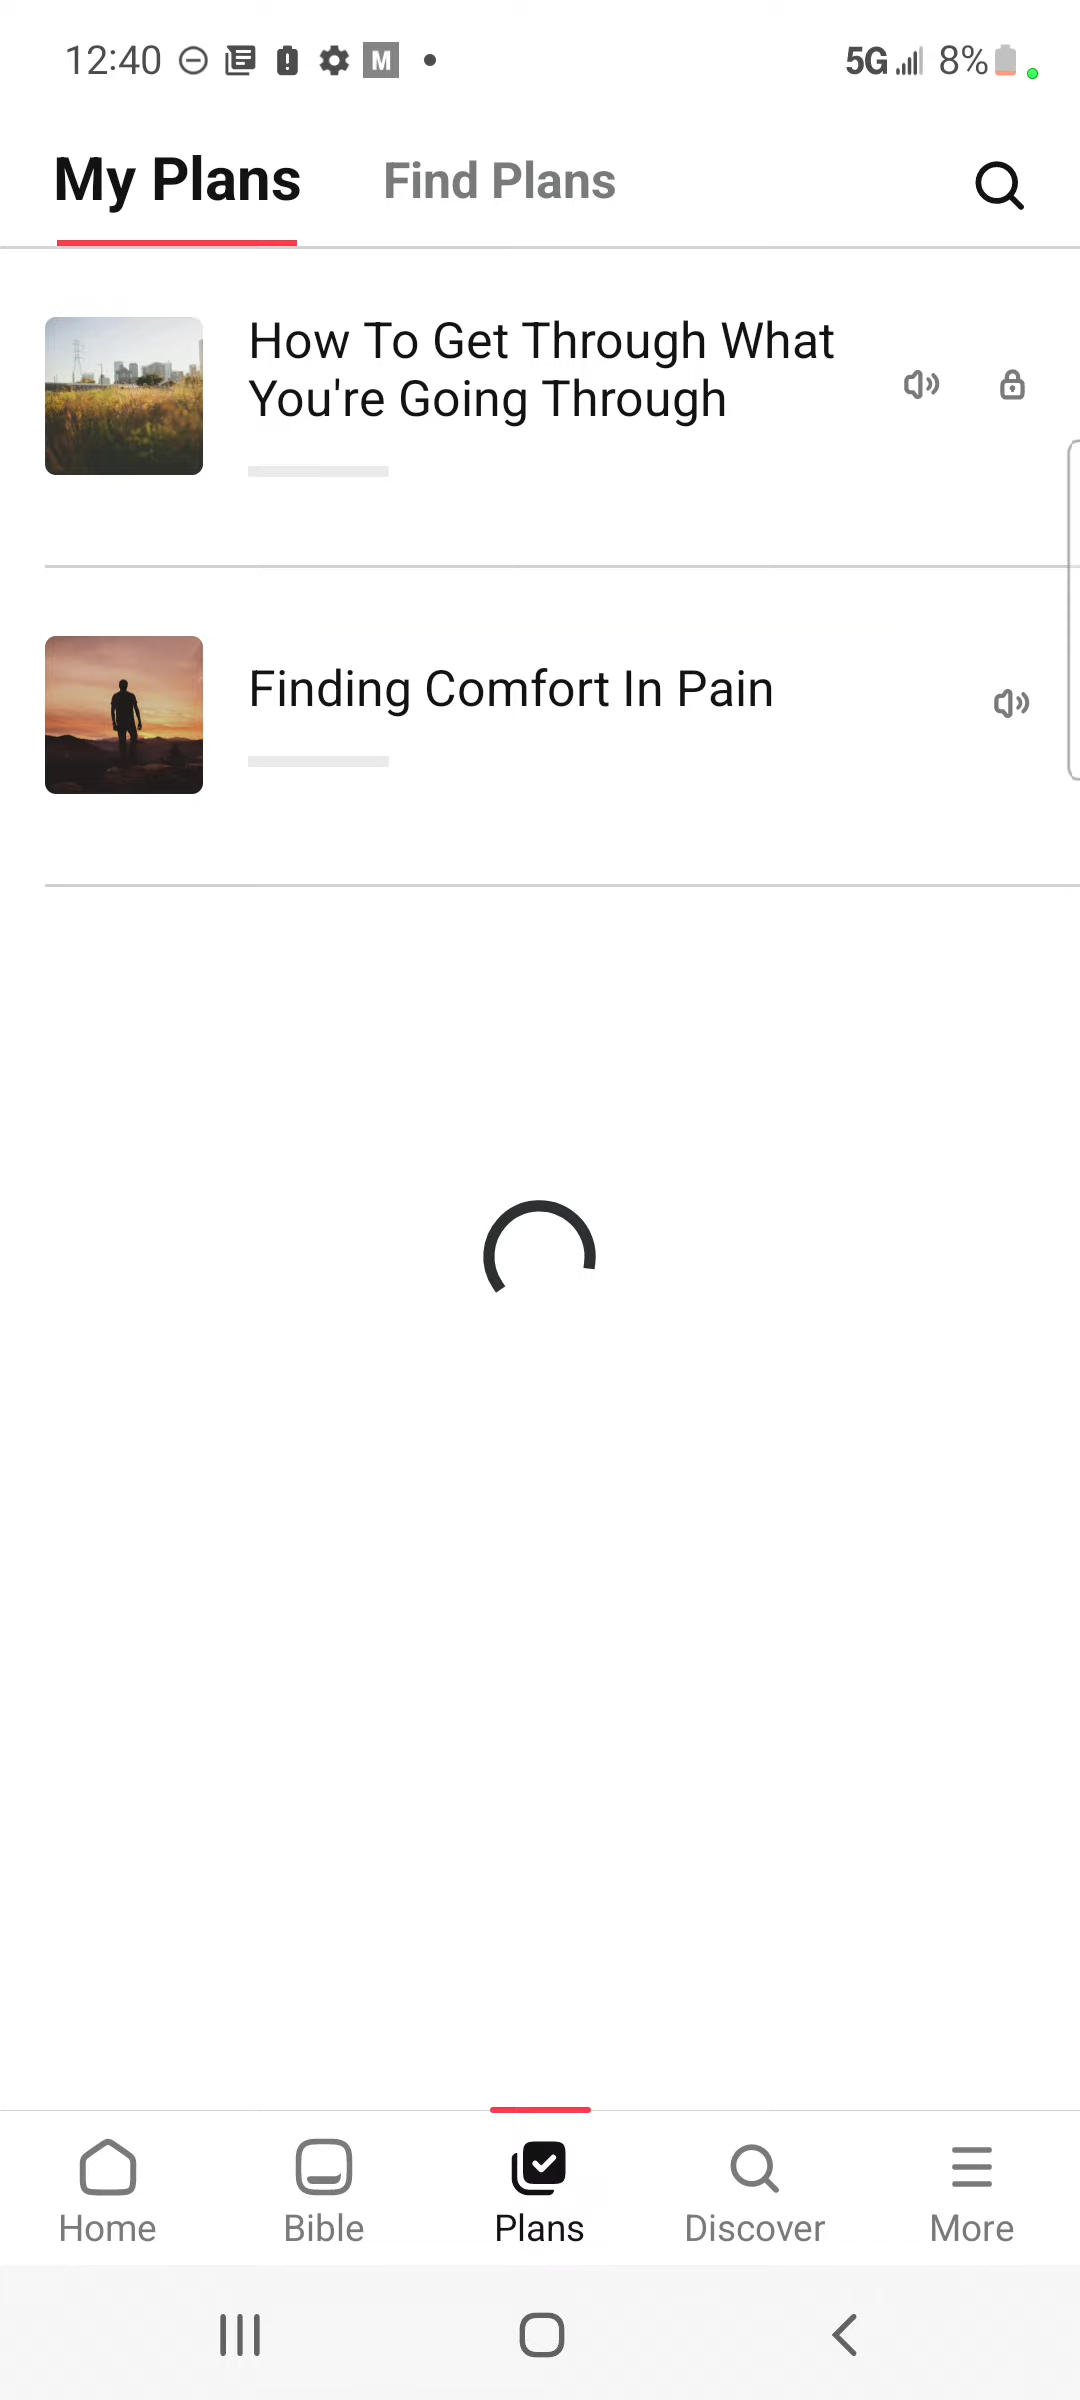 12:40 M 5G 8%
My Plans Find Plans
How To Get Through What
You're Going Through
Finding Comfort In Pain
Home Bible Plans Discover More